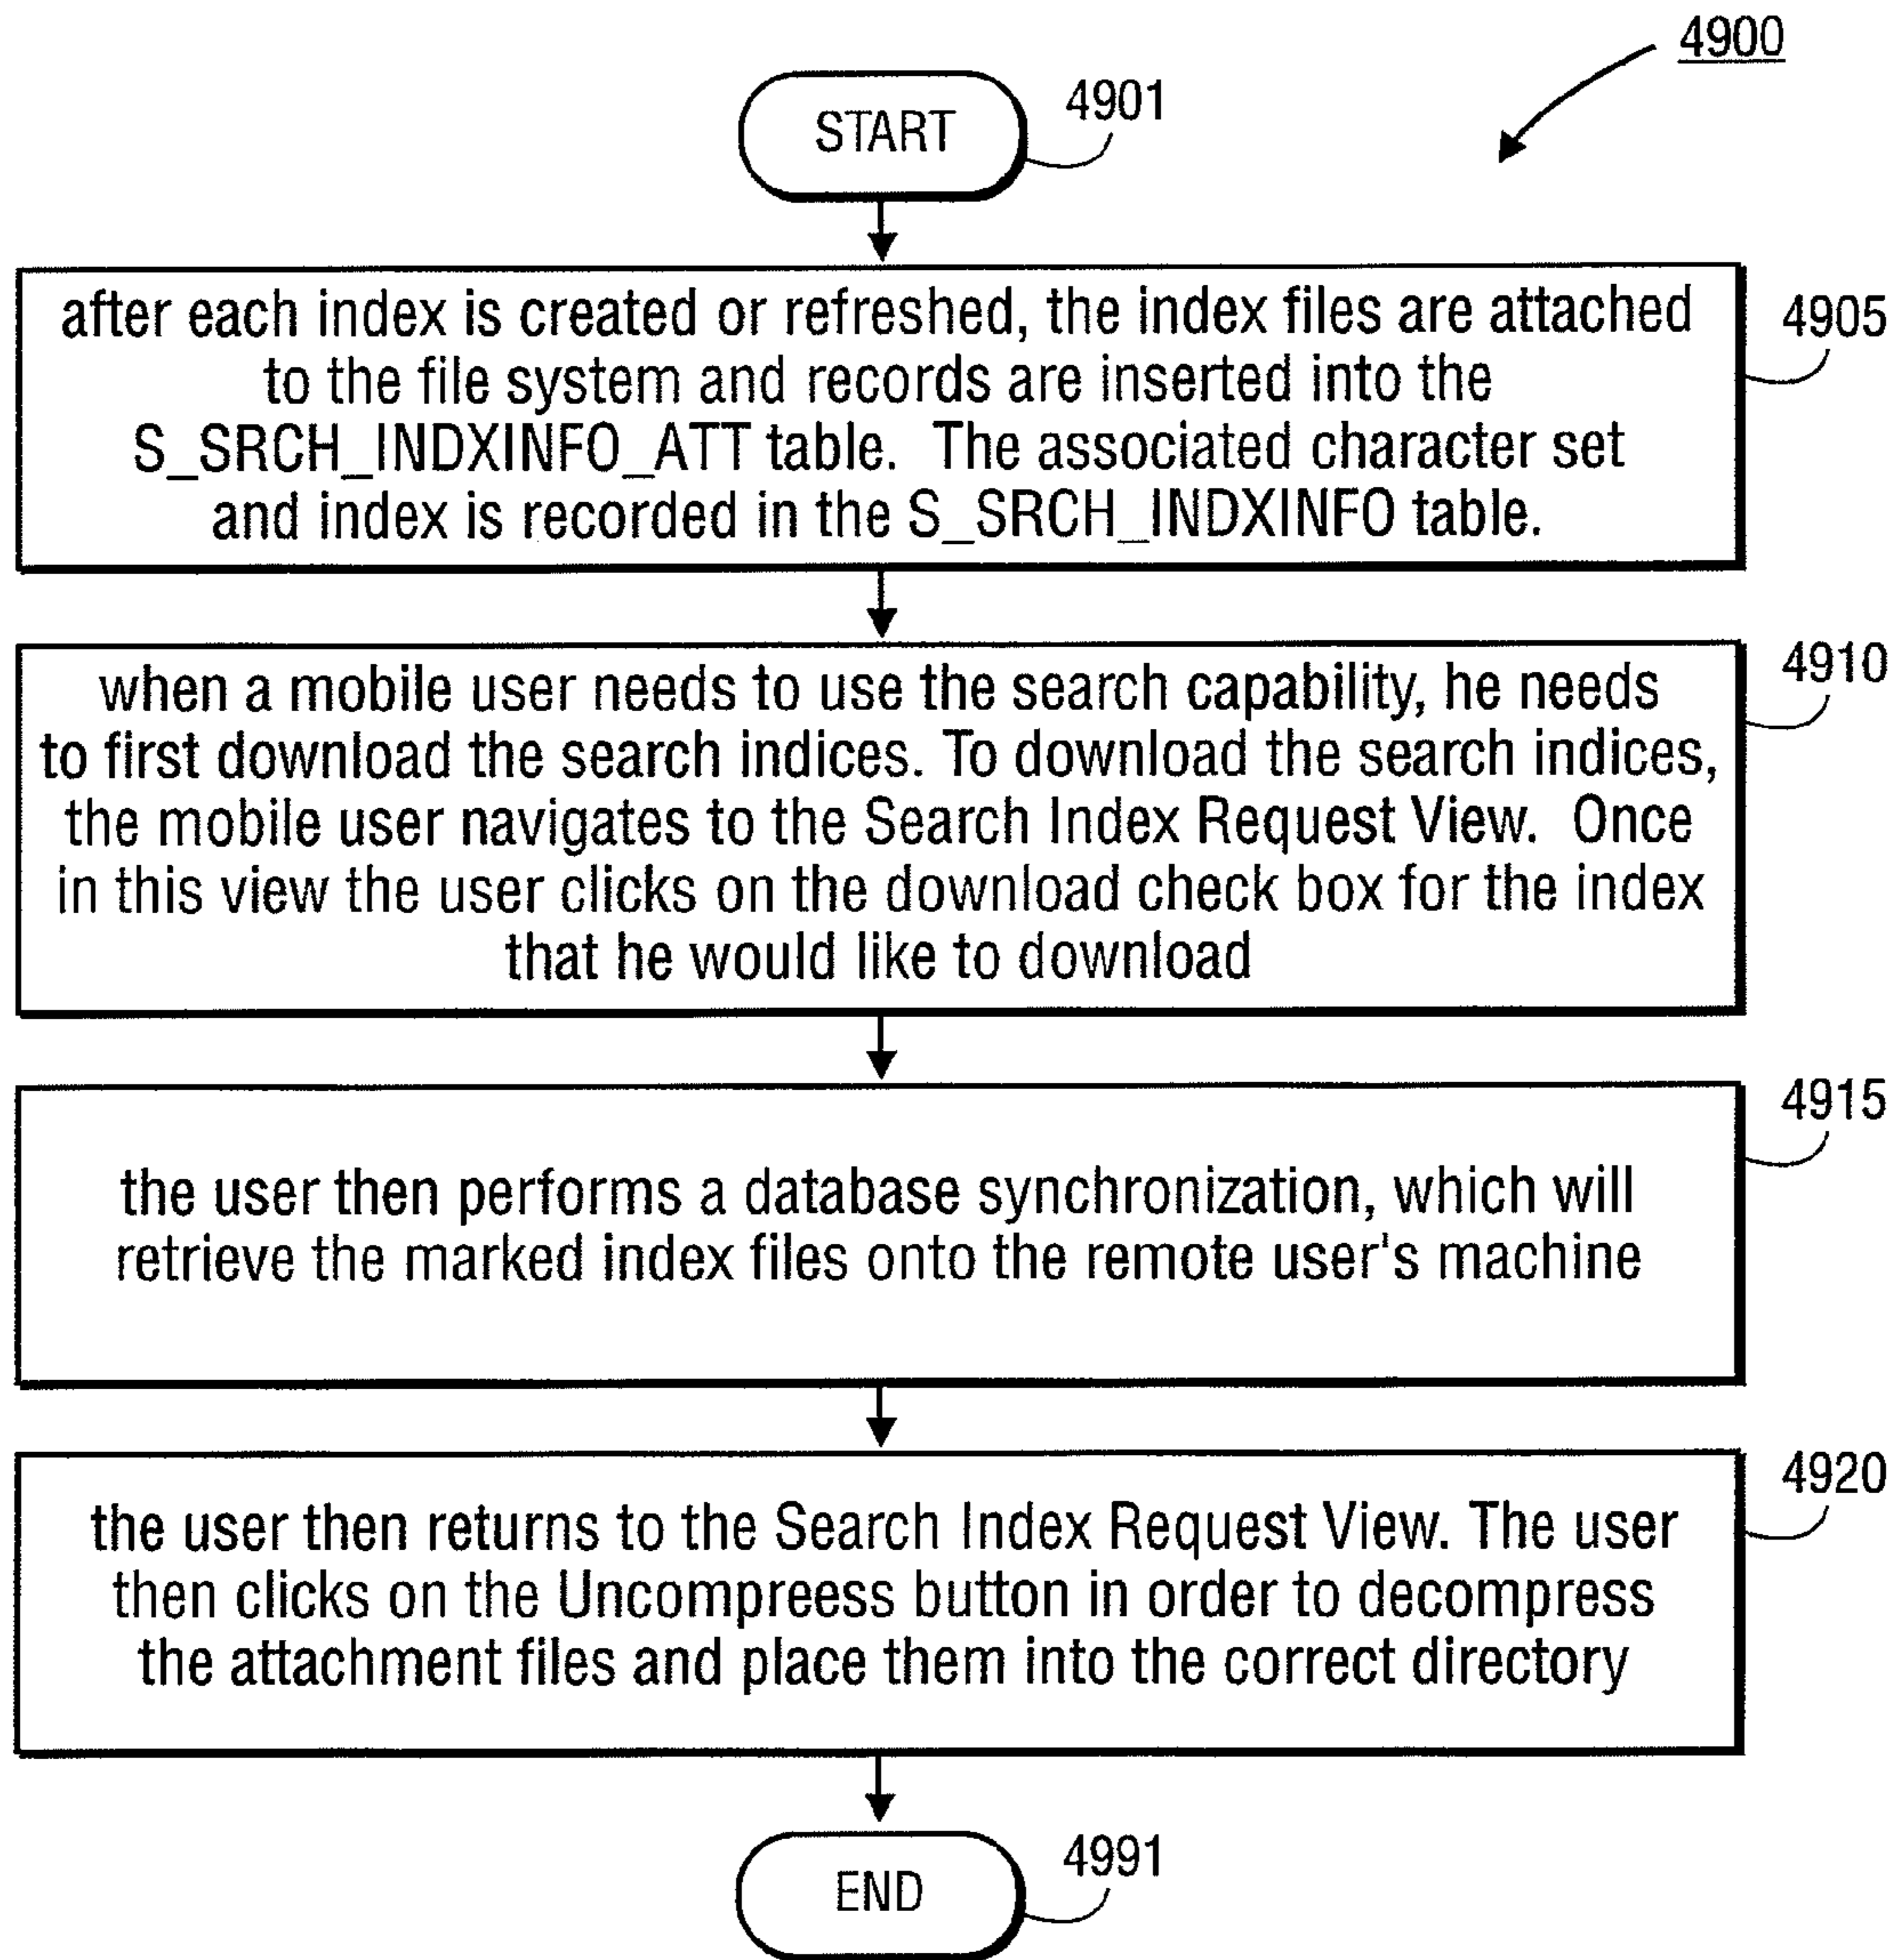 4900
START
4901
after each index is created or refreshed, the index files are attached
to the file system and records are inserted into the
S_SRCH_INDXINFO_ATT table. The associated character set
and index is recorded in the S_SRCH_INDXINFO table.
4905
when a mobile user needs to use the search capability, he needs
to first download the search indices. To download the search indices,
the mobile user navigates to the Search Index Request View. Once
in this view the user clicks on the download check box for the index
that he would like to download
4910
the user then performs a database synchronization, which will
retrieve the marked index files onto the remote user's machine
4915
the user then returns to the Search Index Request View. The user
then clicks on the Uncompreess button in order to decompress
the attachment files and place them into the correct directory
4920
END
4991